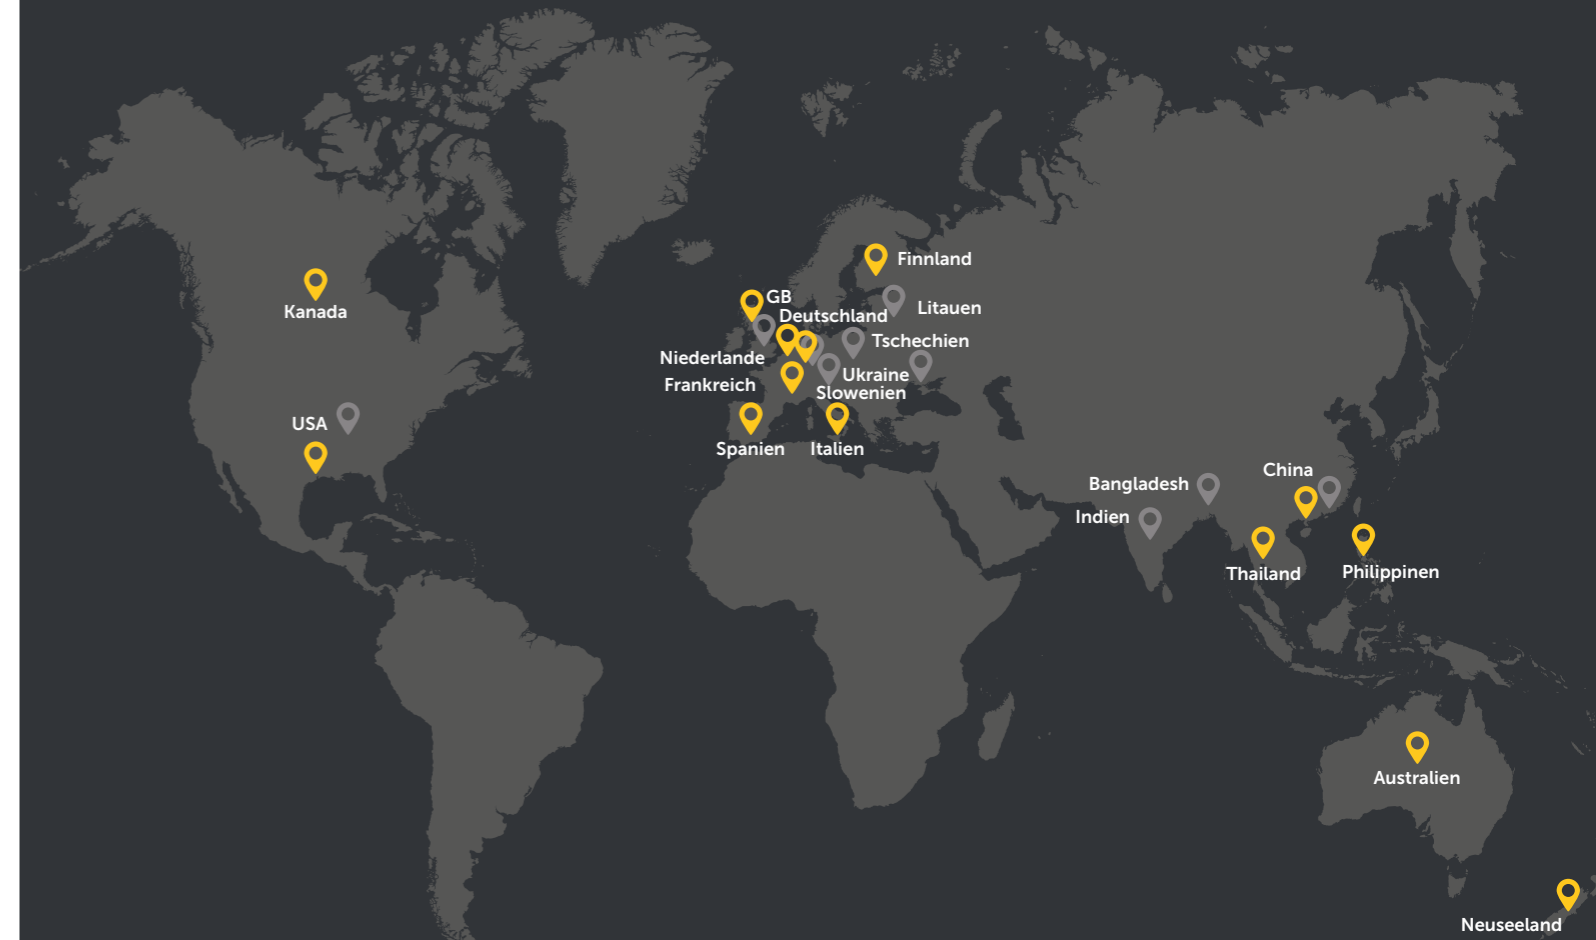 Finnland
GB
Litauen
Kanada
Deutschland
Tschechien
Niederlande
Ukraine
Frankreich
Slowenien
USA
Spanien
Italien
China
Bangladesh
Indien
Thailand
Philippinen
Australien
Neuseeland